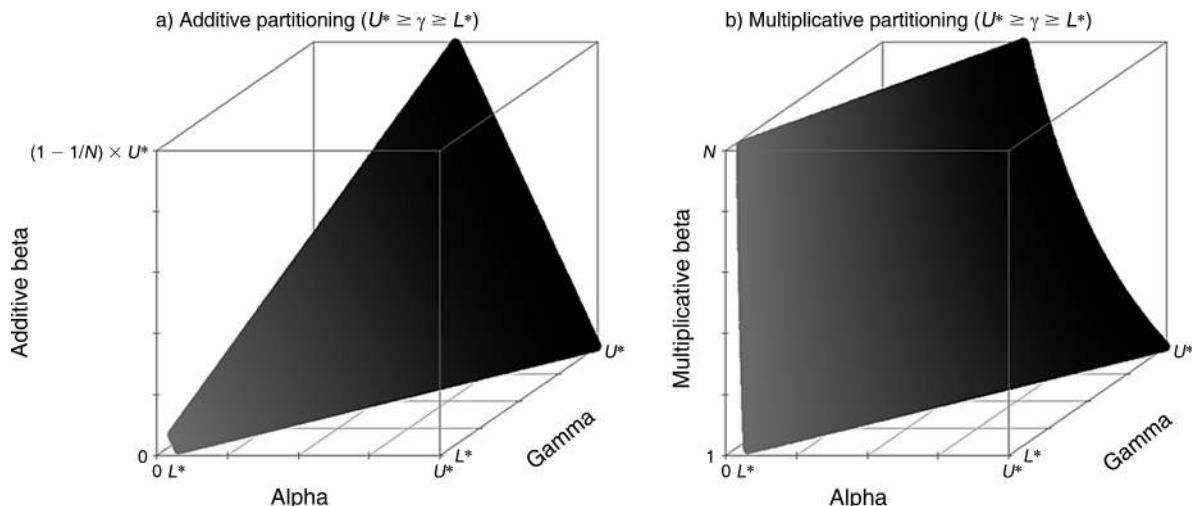 a) Additive partitioning (U* ≥ γ ≥ L*)
(1 − 1/N) × U*
Additive beta
0
0 L*
U*
L*
U*
Alpha
Gamma
b) Multiplicative partitioning (U* ≥ γ ≥ L*)
N
Multiplicative beta
1
0 L*
U*
L*
U*
Alpha
Gamma